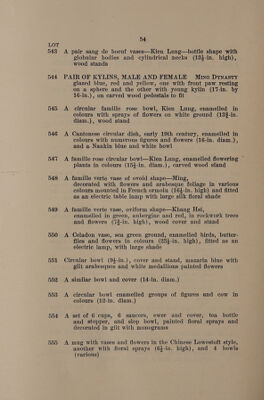 54
LOT
543 A pair sang de boeuf vases—Kien Lung—bottle shape with
globular bodies and cylindrical necks (13½-in. high),
wood stands
544 PAIR OF KYLINS, MALE AND FEMALE MING DYNASTY
glazed blue, red and yellow, one with front paw resting
on a sphere and the other with young kylin (17-in. by
16-in.), on carved wood pedestals to fit
545 A circular famille rose bowl, Kien Lung, enamelled in
colours with sprays of flowers on white ground (13½-in.
diam.), wood stand
546 A Cantonese circular dish, early 19th century, enamelled in
colours with numerous figures and flowers (16-in. diam.),
and a Nankin blue and white bowl
547 A famille rose circular bowl—Kien Lung, enamelled flowering
plants in colours (15½-in. diam.), carved wood stand
548 A famille verte vase of ovoid shape—Ming,
decorated with flowers and arabesque foliage in various
colours mounted in French ormolu (16½-in. high) and fitted
as an electric table lamp with large silk floral shade
549 A famille verte vase, oviform shape—Khang Hsi,
enamelled in green, aubergine and red, in rockwork trees
and flowers (7½-in. high), wood cover and stand
550 A Celadon vase, sea green ground, enamelled birds, butter-
flies and flowers in colours (25½-in. high), fitted as an
electric lamp, with large shade
551 Circular bowl (9½-in.), cover and stand, mazarin blue with
gilt arabesques and white medallions painted flowers
552 A similar bowl and cover (14-in. diam.)
553 A circular bowl enamelled groups of figures and cow in
colours (12-in. diam.)
554 A set of 6 cups, 6 saucers, ewer and cover, tea bottle
and stopper, and slop bowl, painted floral sprays and
decorated in gilt with monograms
555 A mug with vases and flowers in the Chinese Lowestoft style,
another with floral sprays (6½-in. high), and 4 bowls
(various)